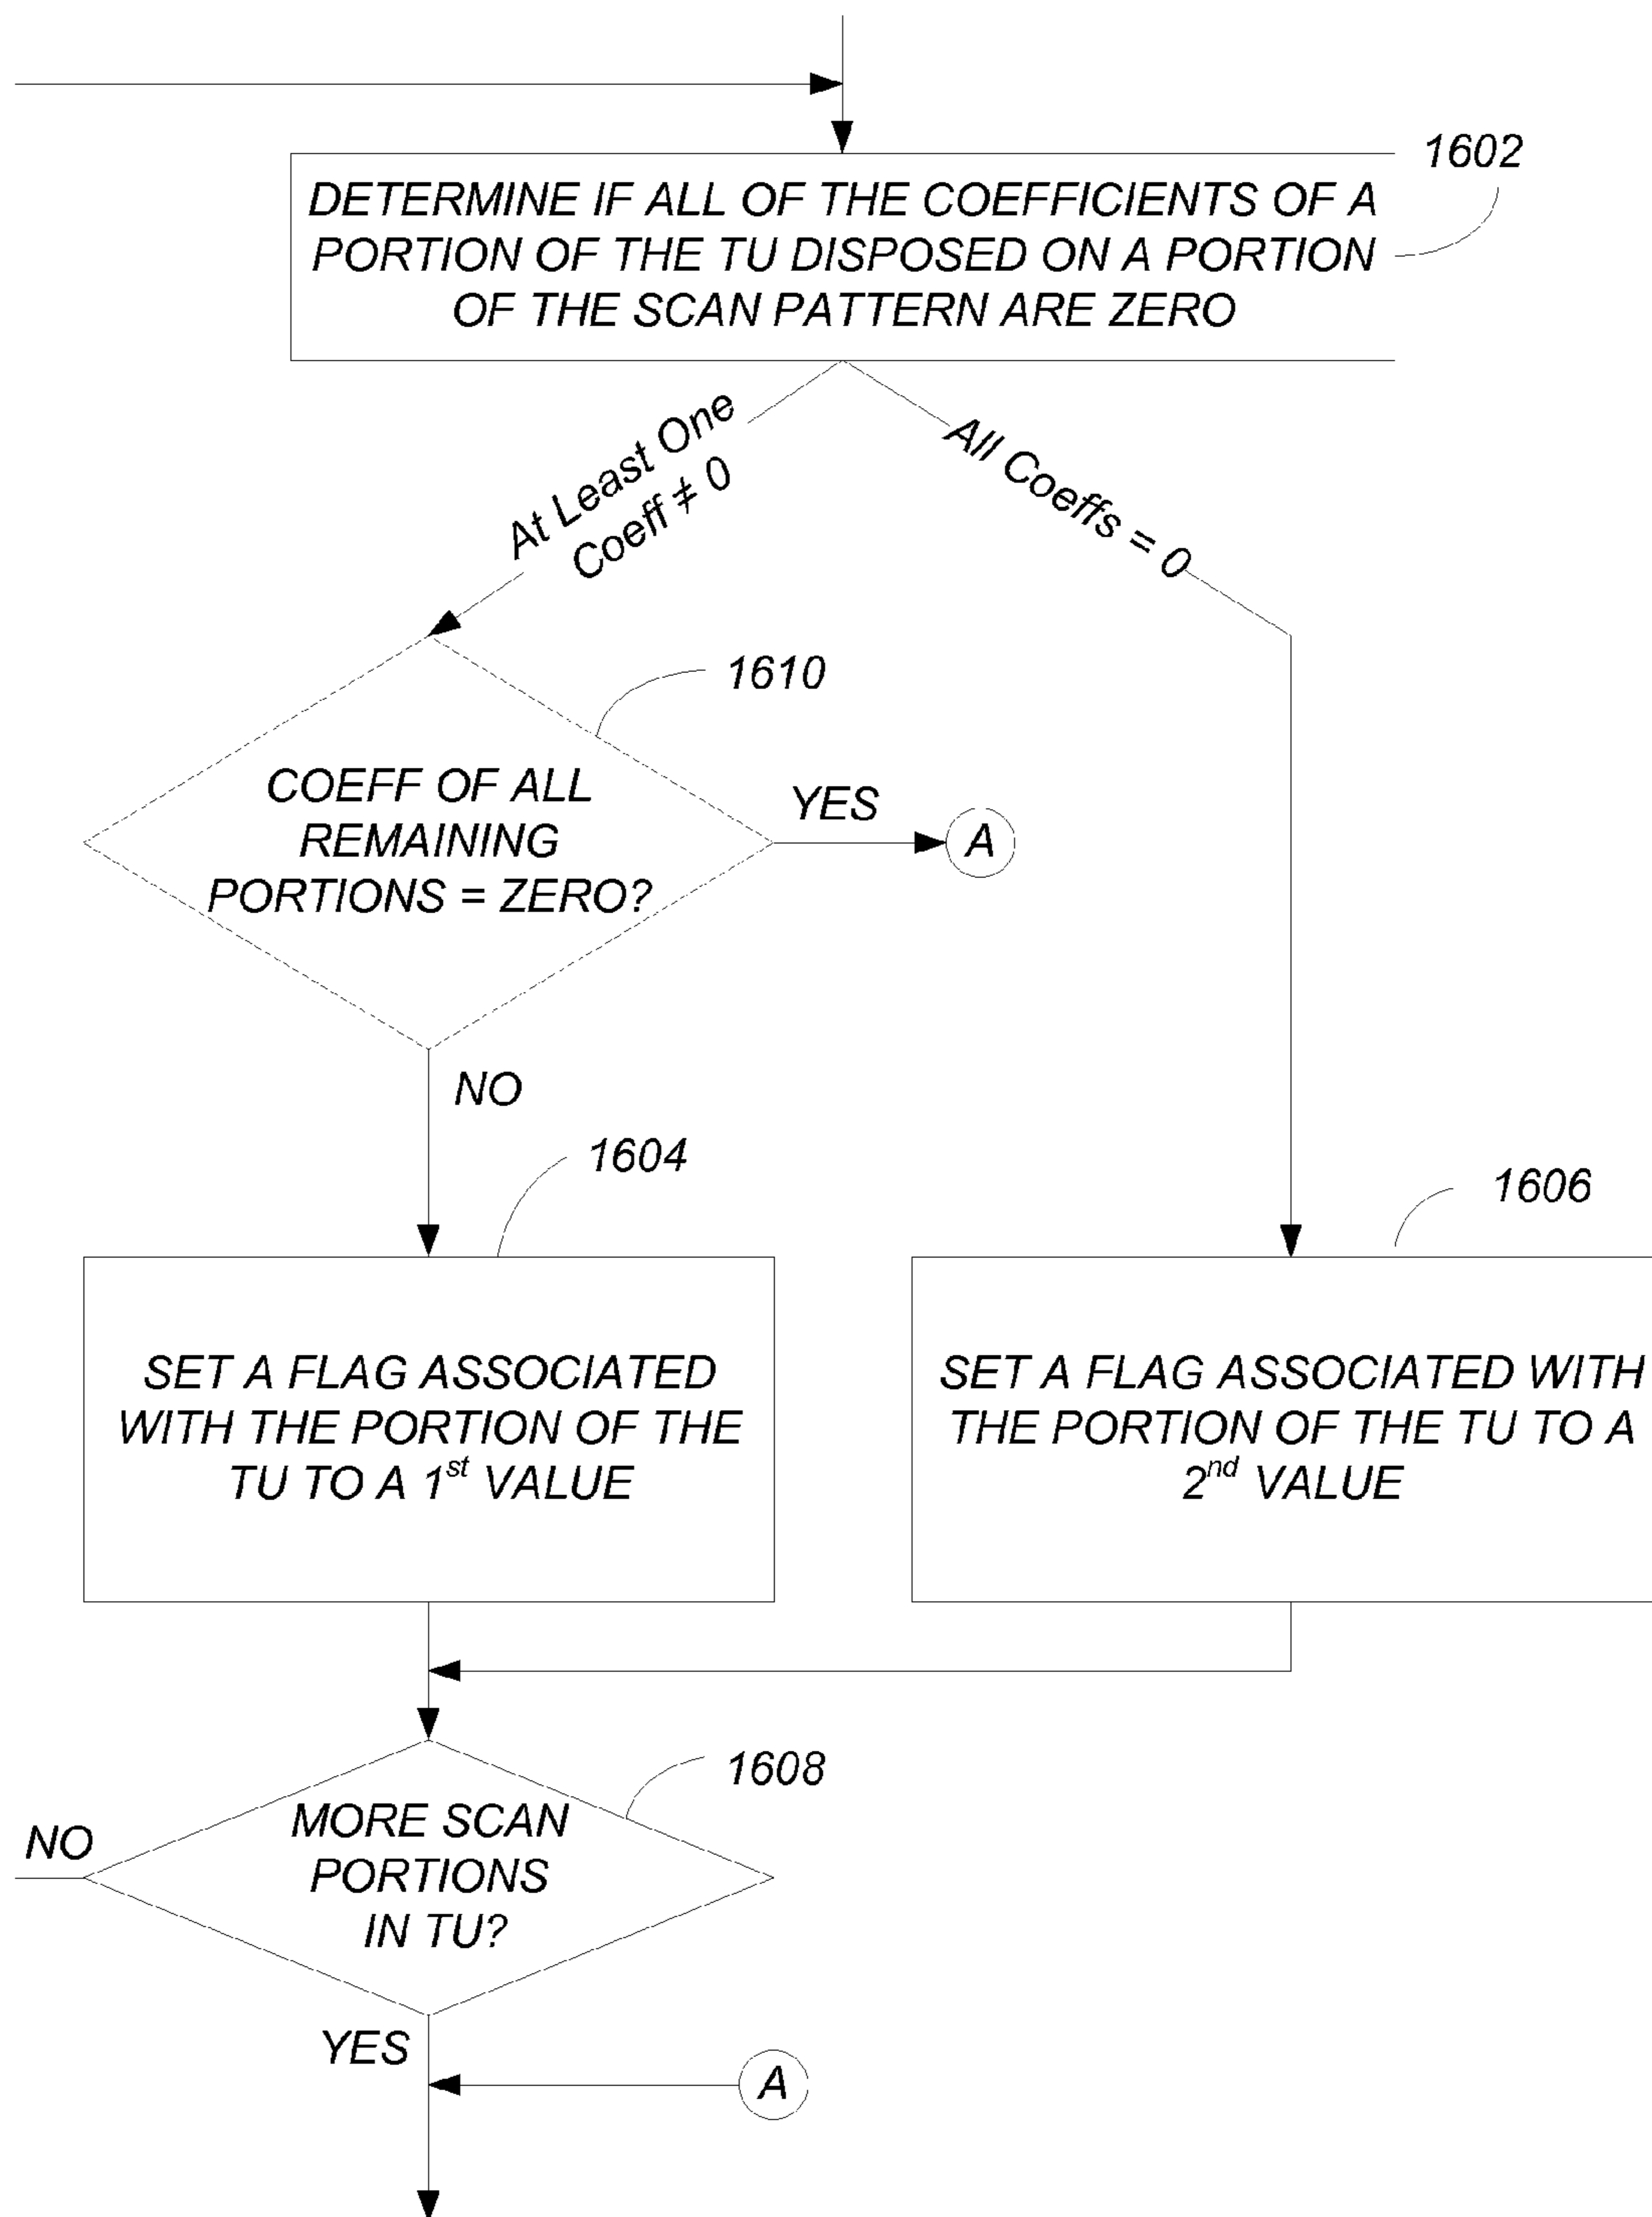 1602
DETERMINE IF ALL OF THE COEFFICIENTS OF A
PORTION OF THE TU DISPOSED ON A PORTION
OF THE SCAN PATTERN ARE ZERO
At Least One
Coeff ≠ 0
All Coeffs = 0
1610
COEFF OF ALL
REMAINING
PORTIONS = ZERO?
YES
A
NO
1604
1606
SET A FLAG ASSOCIATED
WITH THE PORTION OF THE
TU TO A 1st VALUE
SET A FLAG ASSOCIATED WITH
THE PORTION OF THE TU TO A
2nd VALUE
1608
MORE SCAN
PORTIONS
IN TU?
NO
YES
A